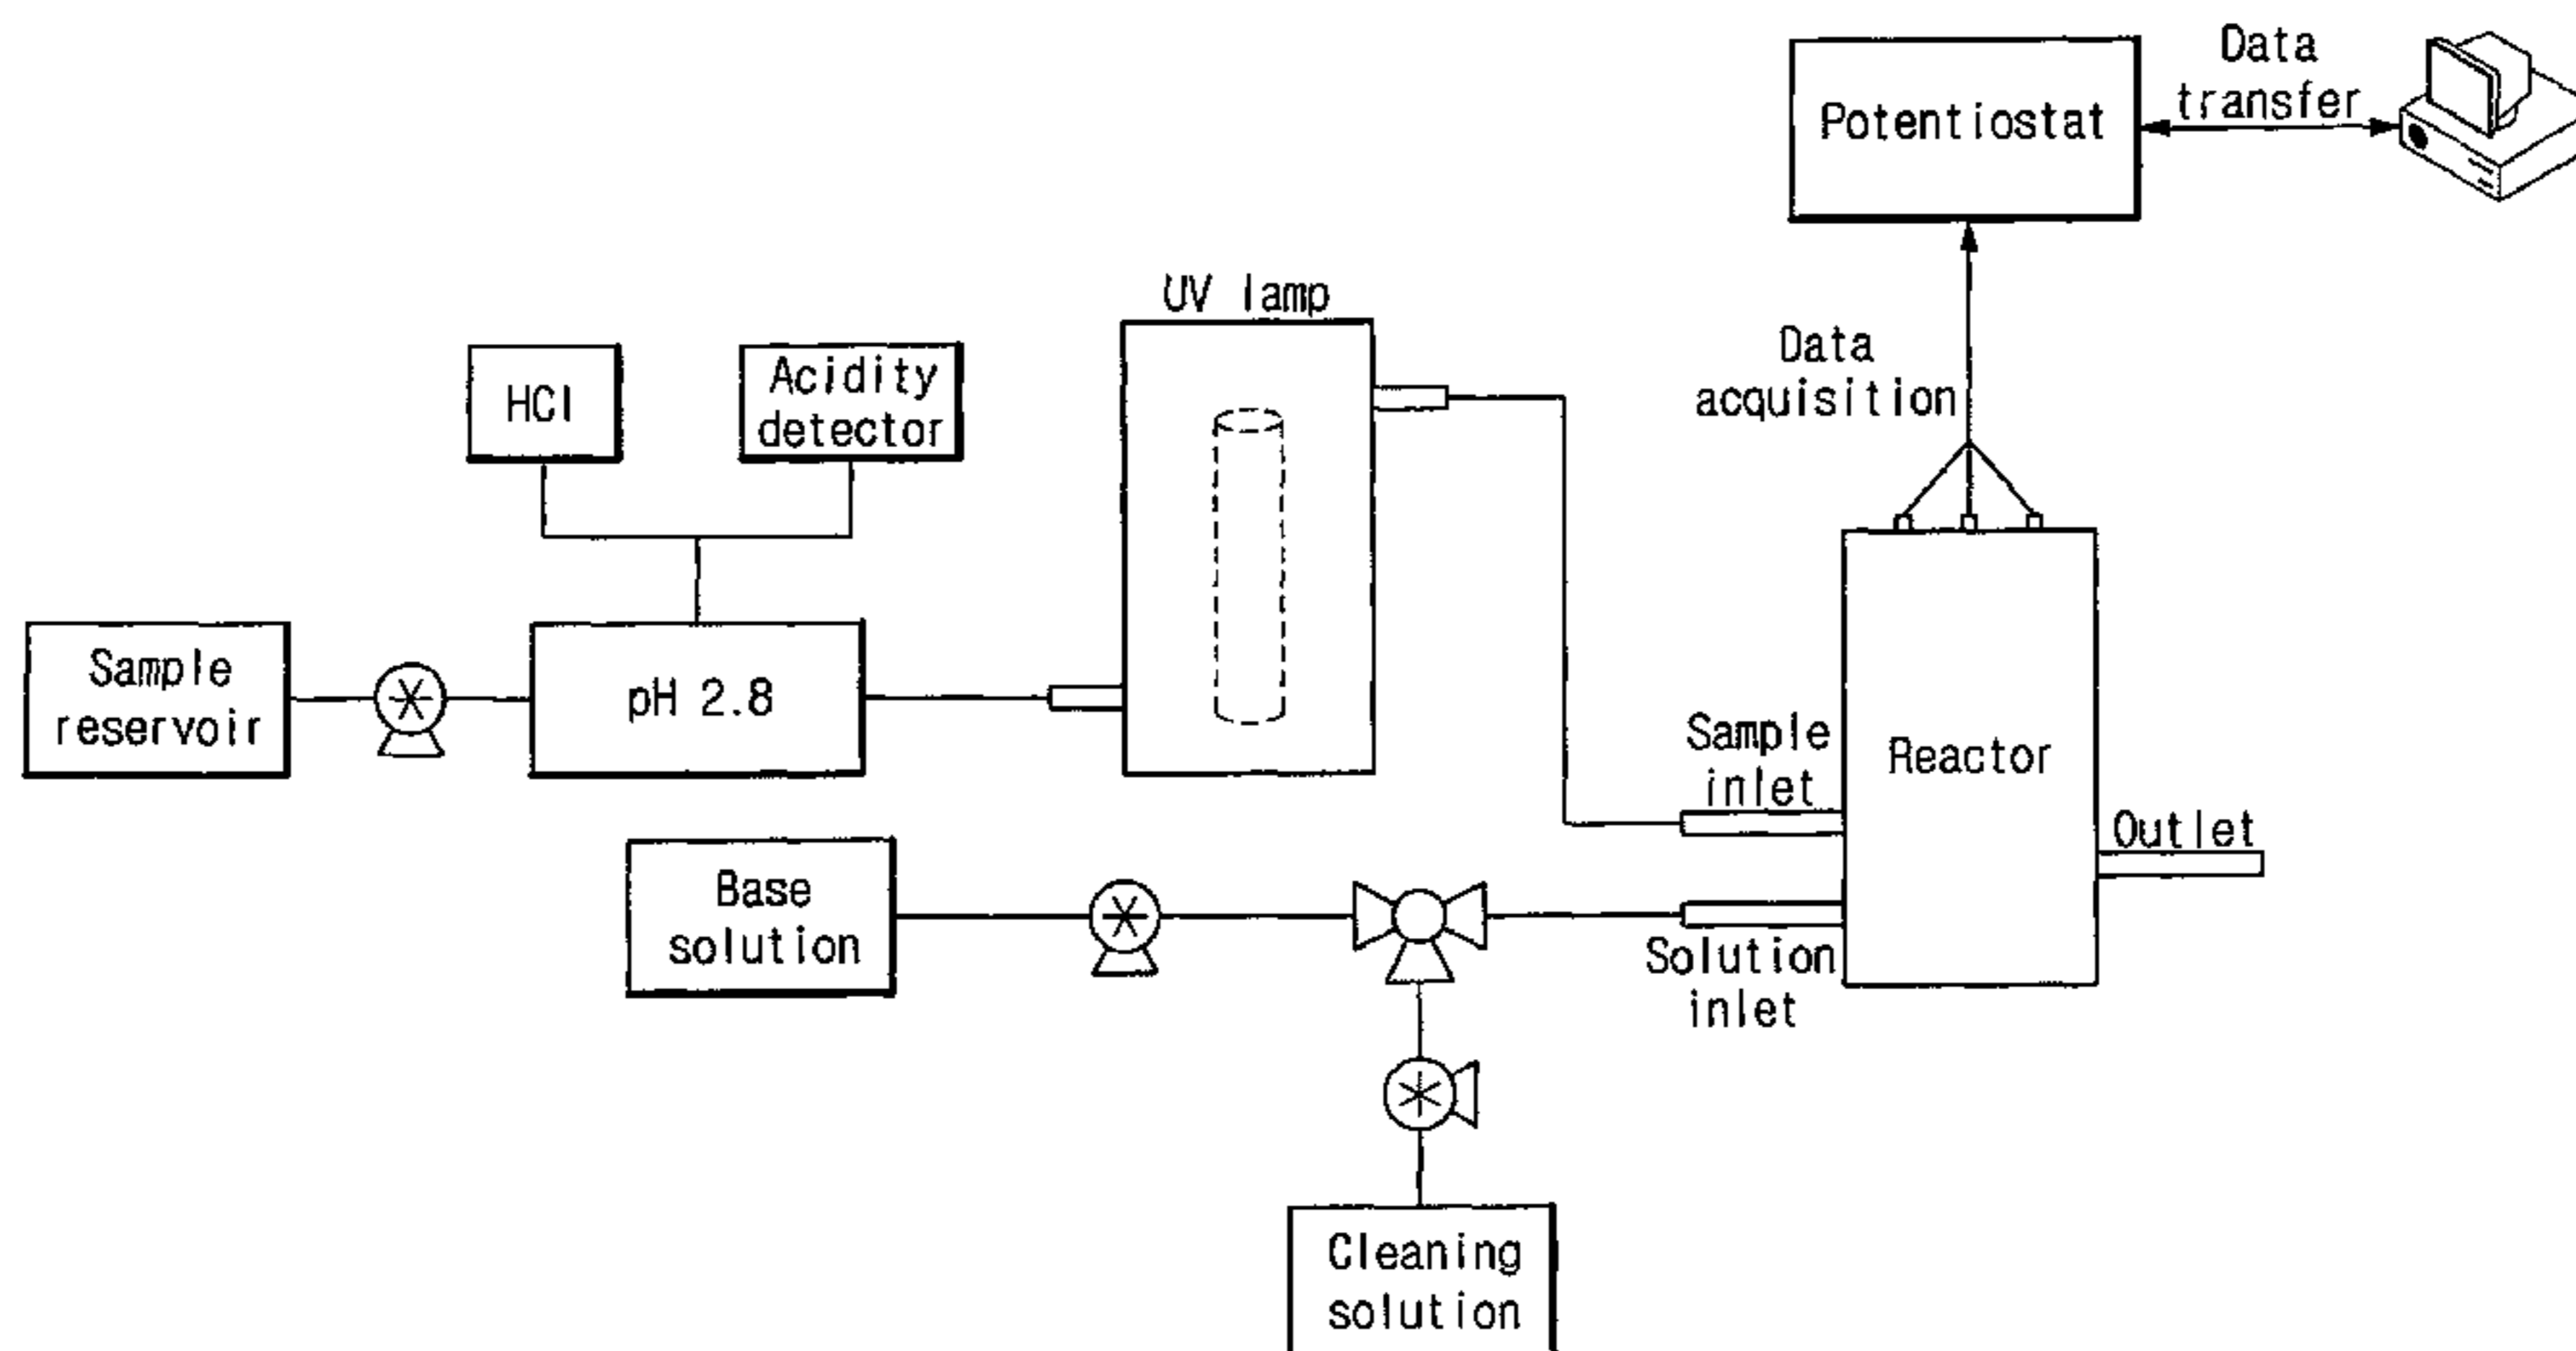 Data
transfer
Potentiostat
UV lamp
Data
acquisition
HCl
Acidity
detector
Sample
reservoir
pH 2.8
Sample
inlet
Reactor
Outlet
Base
solution
Solution
inlet
Cleaning
solution